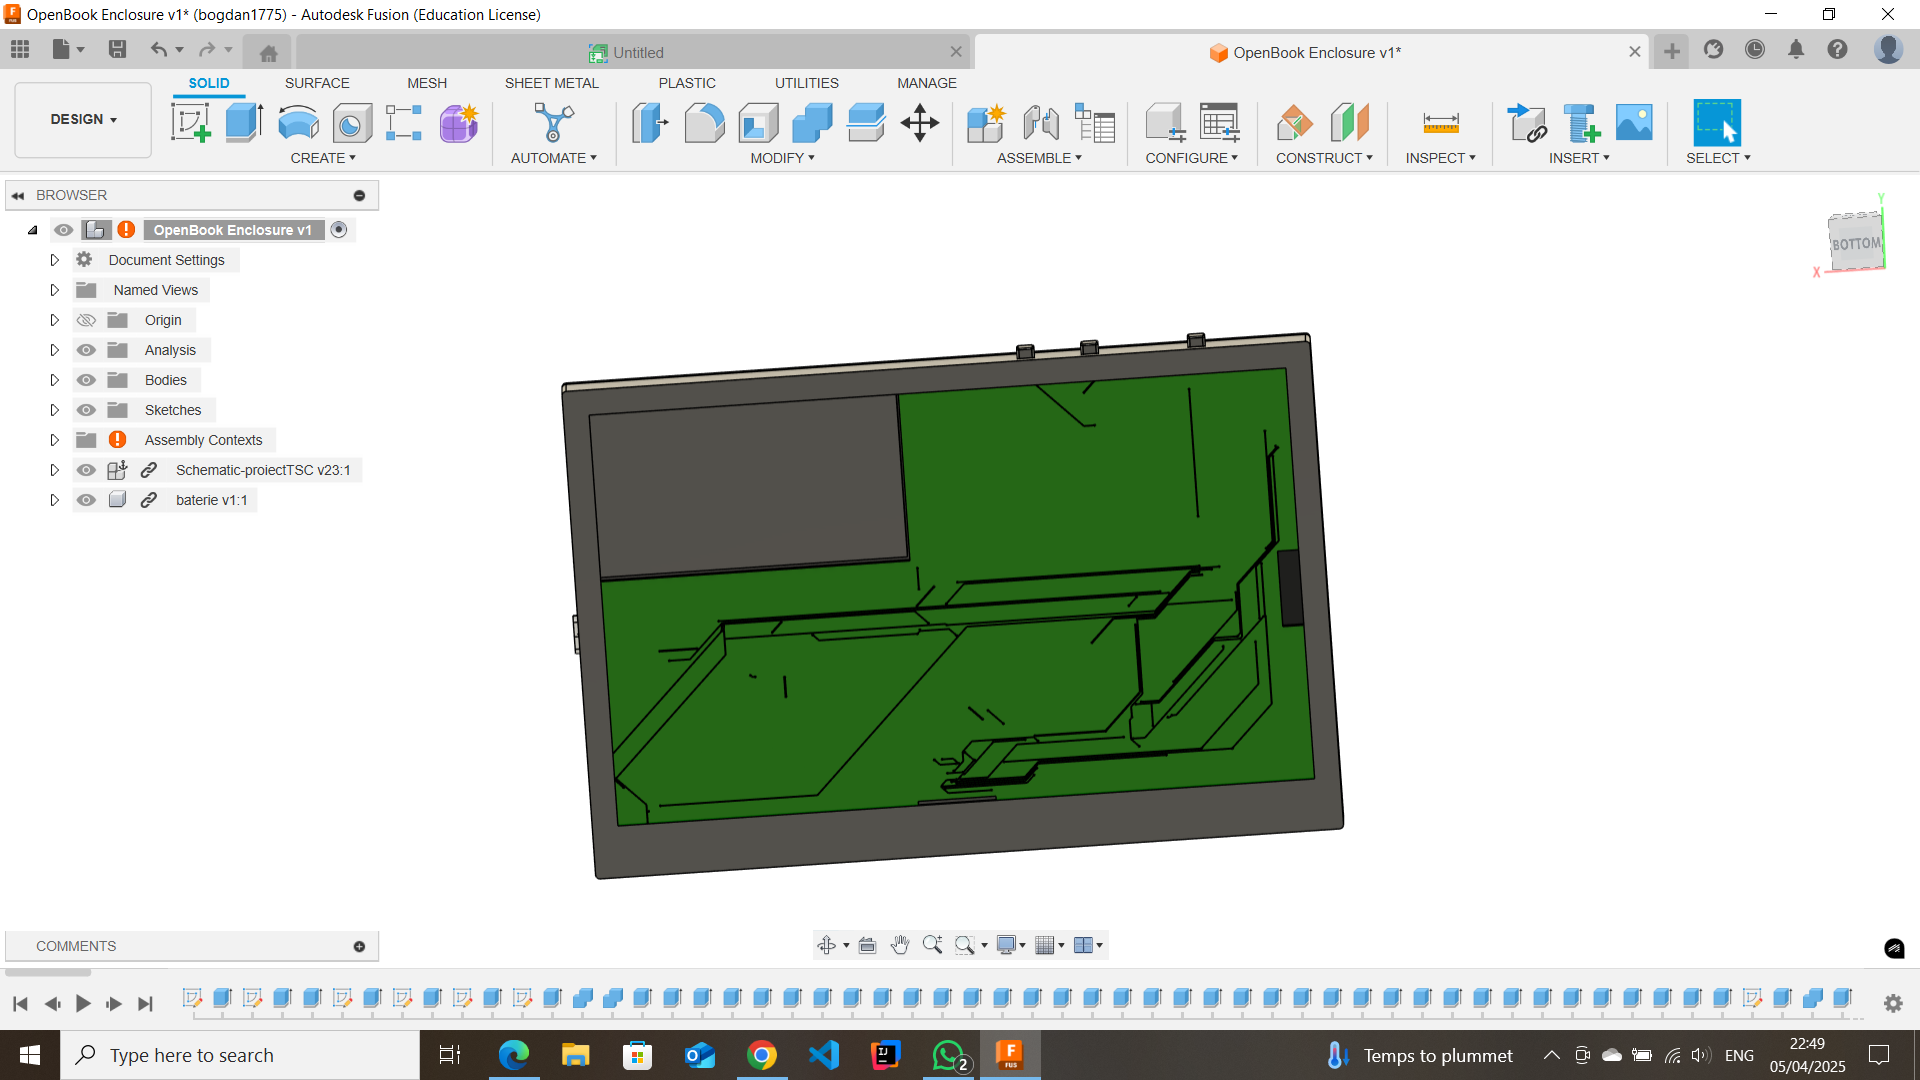 OpenBook Enclosure v1* (bogdan1775) - Autodesk Fusion (Education License)
Untitled
OpenBook Enclosure v1*
DESIGN
SOLID
SURFACE
MESH
SHEET METAL
PLASTIC
UTILITIES
MANAGE
CREATE
AUTOMATE
MODIFY
ASSEMBLE
CONFIGURE
CONSTRUCT
INSPECT
INSERT
SELECT
BROWSER
OpenBook Enclosure v1
Document Settings
Named Views
Origin
Analysis
Bodies
Sketches
Assembly Contexts
Schematic-proiectTSC v23:1
baterie v1:1
Y
BOTTOM
X
COMMENTS
Type here to search
2
F
FUS
Temps to plummet
ENG
22:49
05/04/2025